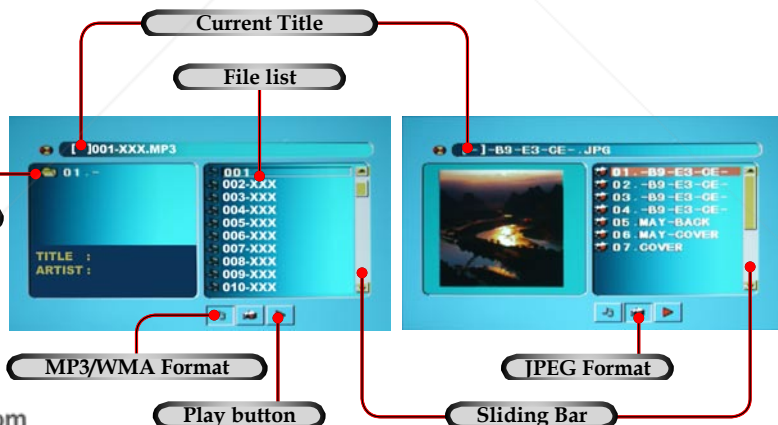 Current Title
File list
]001-XXX.MP3
]-B9-E3-CE-.JPG
01.-
001
002-XXX
003-XXX
004-XXX
005-XXX
006-XXX
007-XXX
008-XXX
009-XXX
010-XXX
TITLE :
ARTIST :
01.-B9-E3-CE-
02.-B9-E3-CE-
03.-B9-E3-CE-
04.-B9-E3-CE-
05.MAY-BACK
06.MAY-COVER
07.COVER
MP3/WMA Format
JPEG Format
Play button
Sliding Bar
om